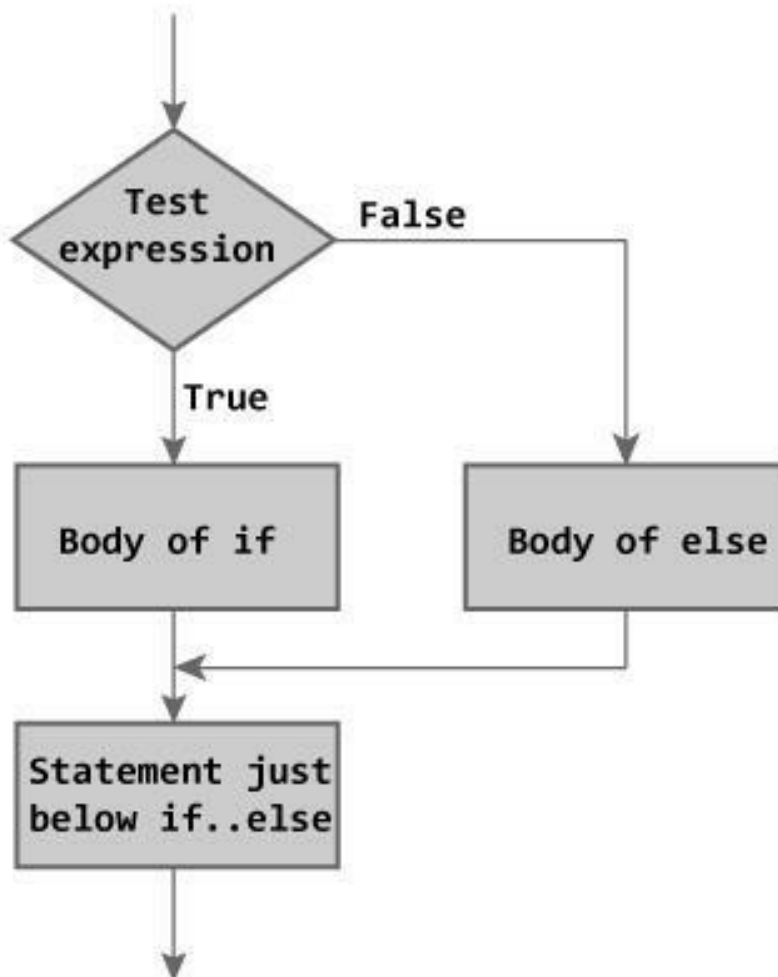 Test
expression
False
True
Body of if
Body of else
Statement just
below if..else